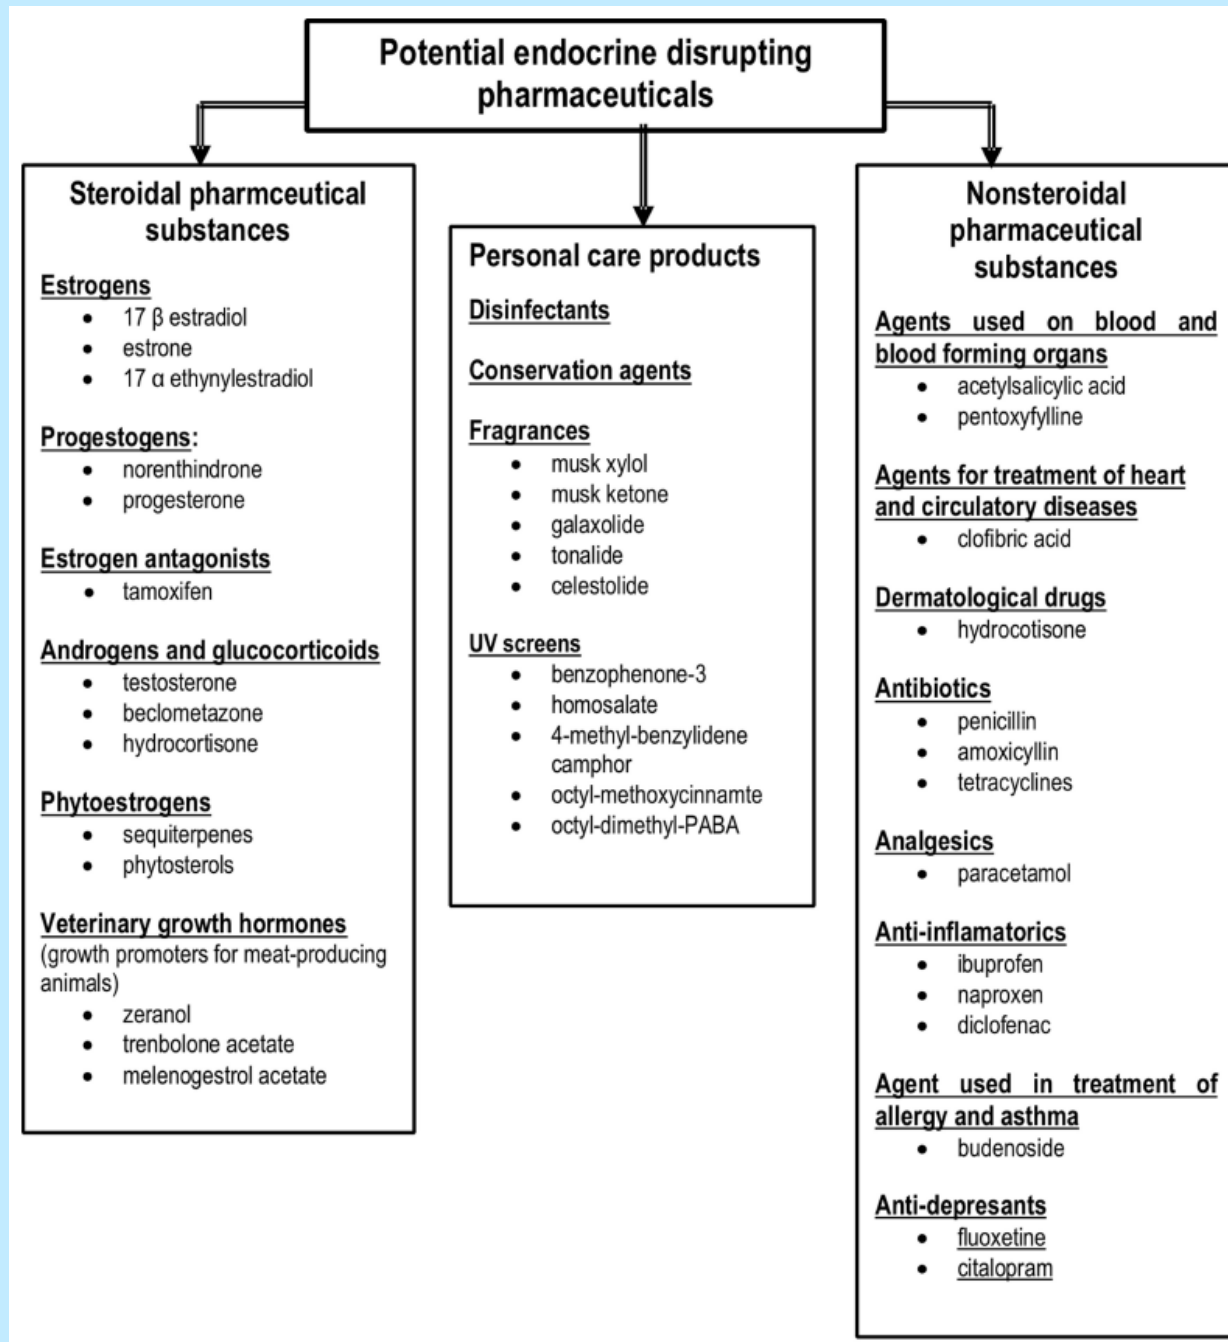 Potential endocrine disrupting
pharmaceuticals
Steroidal pharmceutical
substances
Estrogens
• 17 β estradiol
• estrone
• 17 α ethynylestradiol
Progestogens:
• norenthindrone
• progesterone
Estrogen antagonists
• tamoxifen
Androgens and glucocorticoids
• testosterone
• beclometazone
• hydrocortisone
Phytoestrogens
• sequiterpenes
• phytosterols
Veterinary growth hormones
(growth promoters for meat-producing
animals)
• zeranol
• trenbolone acetate
• melenogestrol acetate
Personal care products
Disinfectants
Conservation agents
Fragrances
• musk xylol
• musk ketone
• galaxolide
• tonalide
• celestolide
UV screens
• benzophenone-3
• homosalate
• 4-methyl-benzylidene
camphor
• octyl-methoxycinnamte
• octyl-dimethyl-PABA
Nonsteroidal
pharmaceutical
substances
Agents used on blood and
blood forming organs
• acetylsalicylic acid
• pentoxyfylline
Agents for treatment of heart
and circulatory diseases
• clofibric acid
Dermatological drugs
• hydrocotisone
Antibiotics
• penicillin
• amoxicyllin
• tetracyclines
Analgesics
• paracetamol
Anti-inflamatorics
• ibuprofen
• naproxen
• diclofenac
Agent used in treatment of
allergy and asthma
• budenoside
Anti-depresants
• fluoxetine
• citalopram